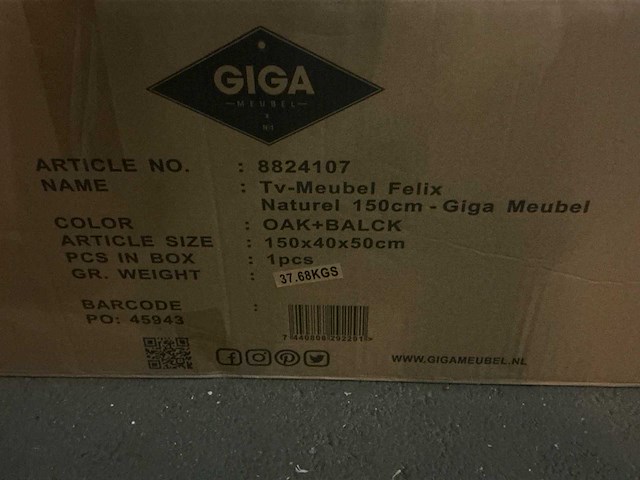 GIGA
MEUBEL
ARTICLE NO. : 8824107
NAME : Tv-Meubel Felix
Naturel 150cm - Giga Meubel
COLOR : OAK+BALCK
ARTICLE SIZE : 150x40x50cm
PCS IN BOX : 1pcs
GR. WEIGHT : 37.68KGS
BARCODE :
PO: 45943
WWW.GIGAMEUBEL.NL